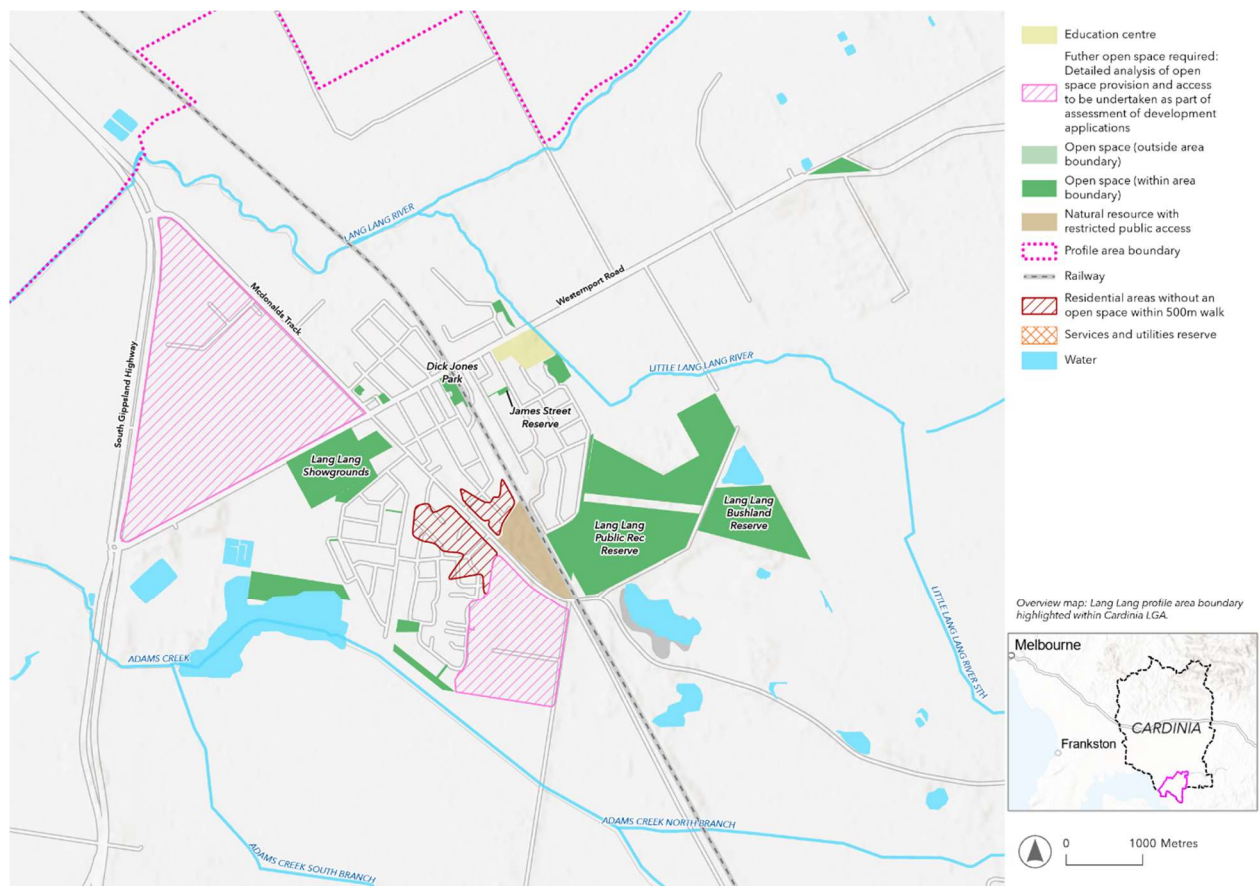 LANG LANG RIVER
Westernport Road
Mcdonalds Track
South Gippsland Highway
Dick Jones
Park
James Street
Reserve
LITTLE LANG LANG RIVER
Lang Lang
Showgrounds
Lang Lang
Public Rec
Reserve
Lang Lang
Bushland
Reserve
LITTLE LANG LANG RIVER STH
ADAMS CREEK
ADAMS CREEK NORTH BRANCH
ADAMS CREEK SOUTH BRANCH
Education centre
Futher open space required:
Detailed analysis of open
space provision and access
to be undertaken as part of
assessment of development
applications
Open space (outside area
boundary)
Open space (within area
boundary)
Natural resource with
restricted public access
Profile area boundary
Railway
Residential areas without an
open space within 500m walk
Services and utilities reserve
Water
Overview map: Lang Lang profile area boundary
highlighted within Cardinia LGA.
Melbourne
CARDINIA
Frankston
0 1000 Metres